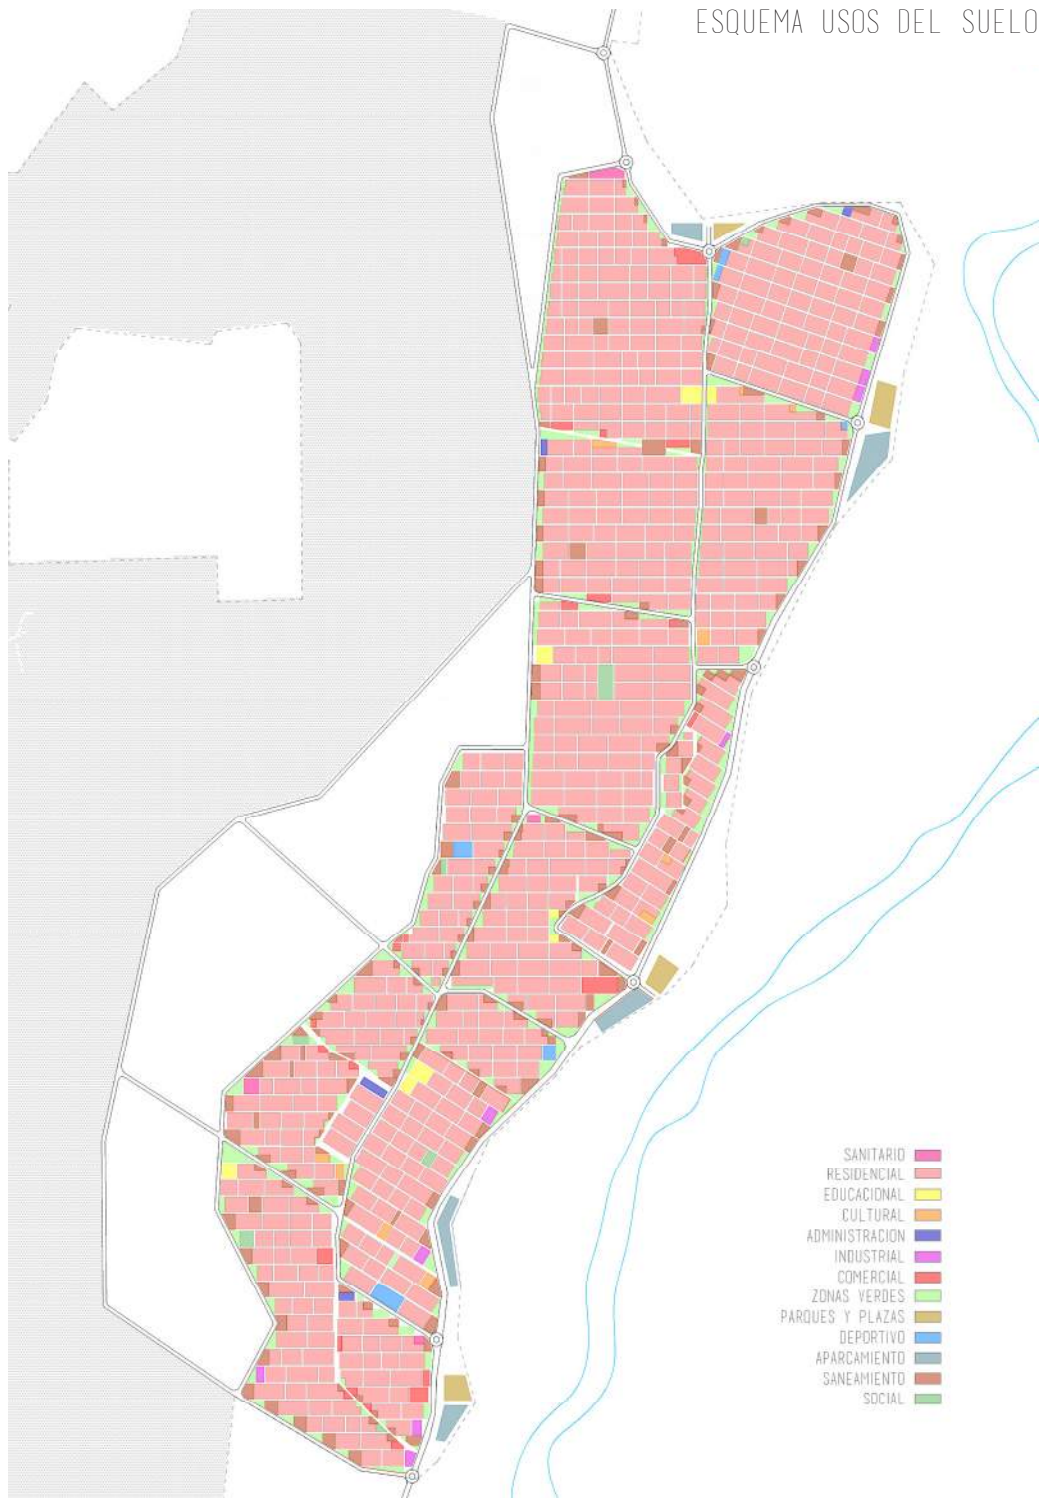 ESQUEMA USOS DEL SUELO
SANITARIO
RESIDENCIAL
EDUCACIONAL
CULTURAL
ADMINISTRACION
INDUSTRIAL
COMERCIAL
ZONAS VERDES
PARQUES Y PLAZAS
DEPORTIVO
APARCAMIENTO
SANEAMIENTO
SOCIAL